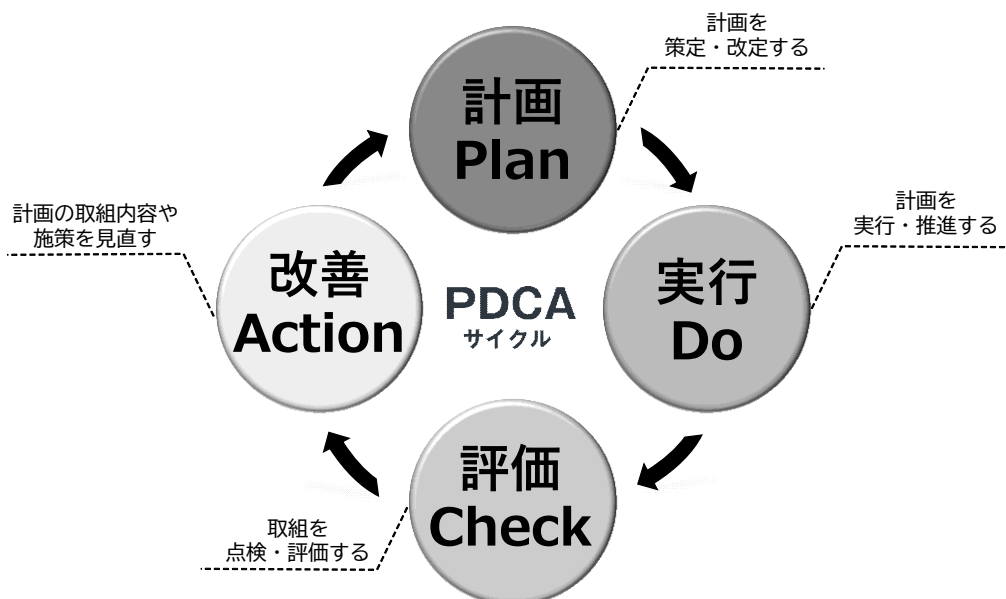 計画を
策定・改定する
計画
Plan
計画を
実行・推進する
実行
Do
計画の取組内容や
施策を見直す
改善
Action
PDCA
サイクル
評価
Check
取組を
点検・評価する